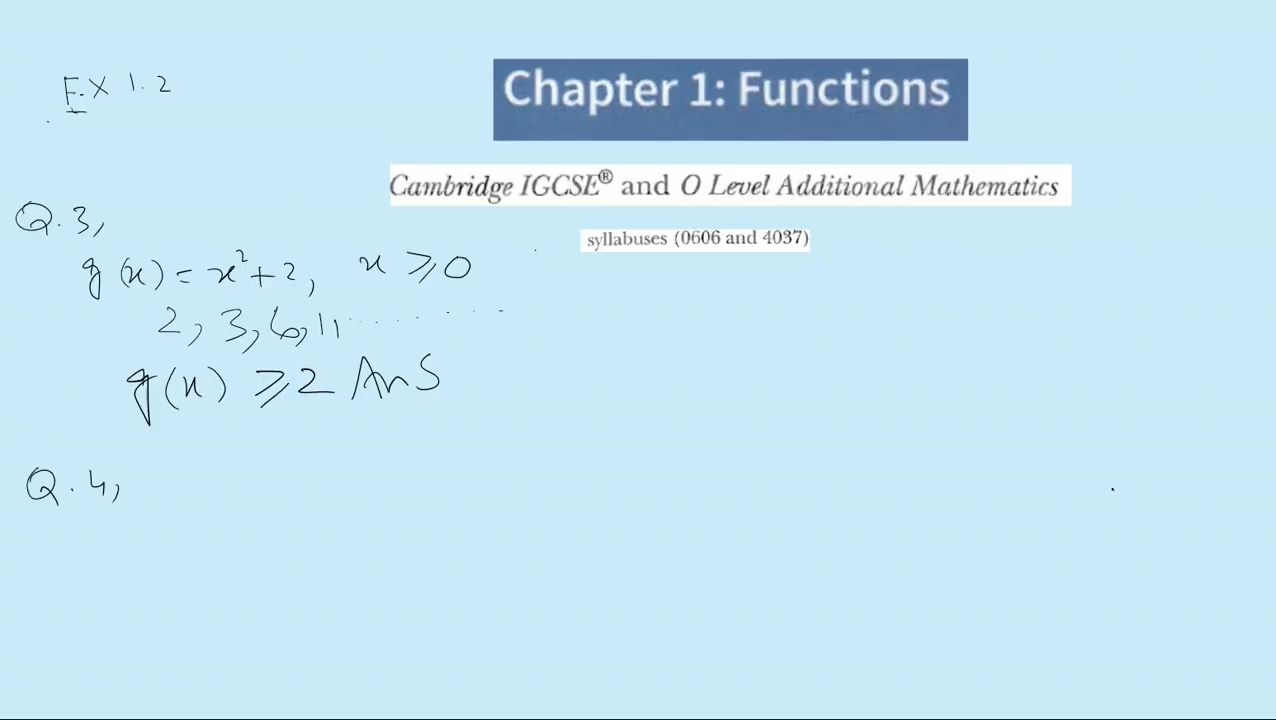 Ex 1.2
Chapter 1: Functions
Cambridge IGCSE® and O Level Additional Mathematics
syllabuses (0606 and 4037)
Q.3,
g(x) = x²+2, x ⩾ 0
2, 3, 6, 11.........
g(x) ⩾ 2 Ans
Q.4,